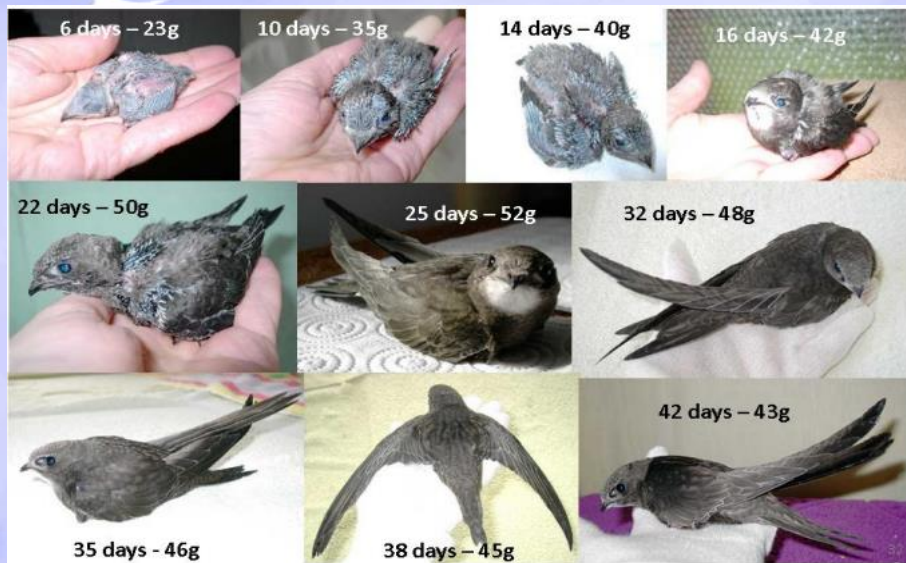 6 days – 23g
10 days – 35g
14 days – 40g
16 days – 42g
22 days – 50g
25 days – 52g
32 days – 48g
35 days - 46g
38 days – 45g
42 days – 43g
32